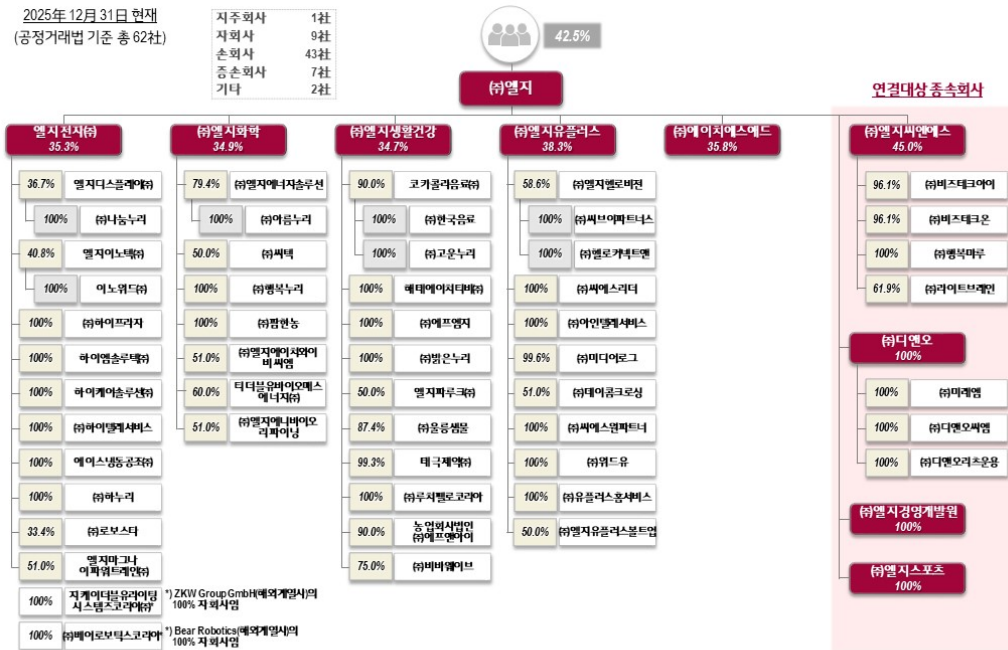 2025年 12月 31日 현재
(공정거래법 기준 총 62社)
지주회사 1社
자회사 9社
손회사 43社
증손회사 7社
기타 2社
42.5%
㈜엘지
연결대상 종속회사
엘지전자㈜
35.3%
36.7% 엘지디스플레이㈜
100% ㈜나눔누리
40.8% 엘지이노텍㈜
100% 이노위드㈜
100% ㈜하이프라자
100% 하이엠솔루텍㈜
100% 하이케어솔루션㈜
100% ㈜하이텔레서비스
100% 에이스냉동공조㈜
100% ㈜하누리
33.4% ㈜로보스타
51.0% 엘지마그나
이파워트레인㈜
100% 지케이더블유라이팅
시스템즈코리아㈜*
*) ZKW Group GmbH(해외계열사)의
100% 자회사임
100% ㈜베어로보틱스코리아*
*) Bear Robotics(해외계열사)의
100% 자회사임
㈜엘지화학
34.9%
79.4% ㈜엘지에너지솔루션
100% ㈜아름누리
50.0% ㈜씨텍
100% ㈜행복누리
100% ㈜팜한농
51.0% ㈜엘지에이치와이
비씨엠
60.0% 티더블유바이오매스
에너지㈜
51.0% ㈜엘지에니바이오
리파이닝
㈜엘지생활건강
34.7%
90.0% 코카콜라음료㈜
100% ㈜한국음료
100% ㈜고운누리
100% 해태에이치티비㈜
100% ㈜에프엠지
100% ㈜밝은누리
50.0% 엘지파루크㈜
87.4% ㈜울릉샘물
99.3% 태극제약㈜
100% ㈜루치펠로코리아
90.0% 농업회사법인
㈜에프앤아이
75.0% ㈜비바웨이브
㈜엘지유플러스
38.3%
58.6% ㈜엘지헬로비전
100% ㈜씨브이파트너스
100% ㈜헬로커넥트앤
100% ㈜씨에스리더
100% ㈜아인텔레서비스
99.6% ㈜미디어로그
51.0% ㈜데이콤크로싱
100% ㈜씨에스원파트너
100% ㈜위드유
100% ㈜유플러스홈서비스
50.0% ㈜엘지유플러스볼트업
㈜에이치에스애드
35.8%
㈜엘지씨엔에스
45.0%
96.1% ㈜비즈테크아이
96.1% ㈜비즈테크온
100% ㈜행복마루
61.9% ㈜라이트브레인
㈜디앤오
100%
100% ㈜미래엠
100% ㈜디앤오씨엠
100% ㈜디앤오리츠운용
㈜엘지경영개발원
100%
㈜엘지스포츠
100%